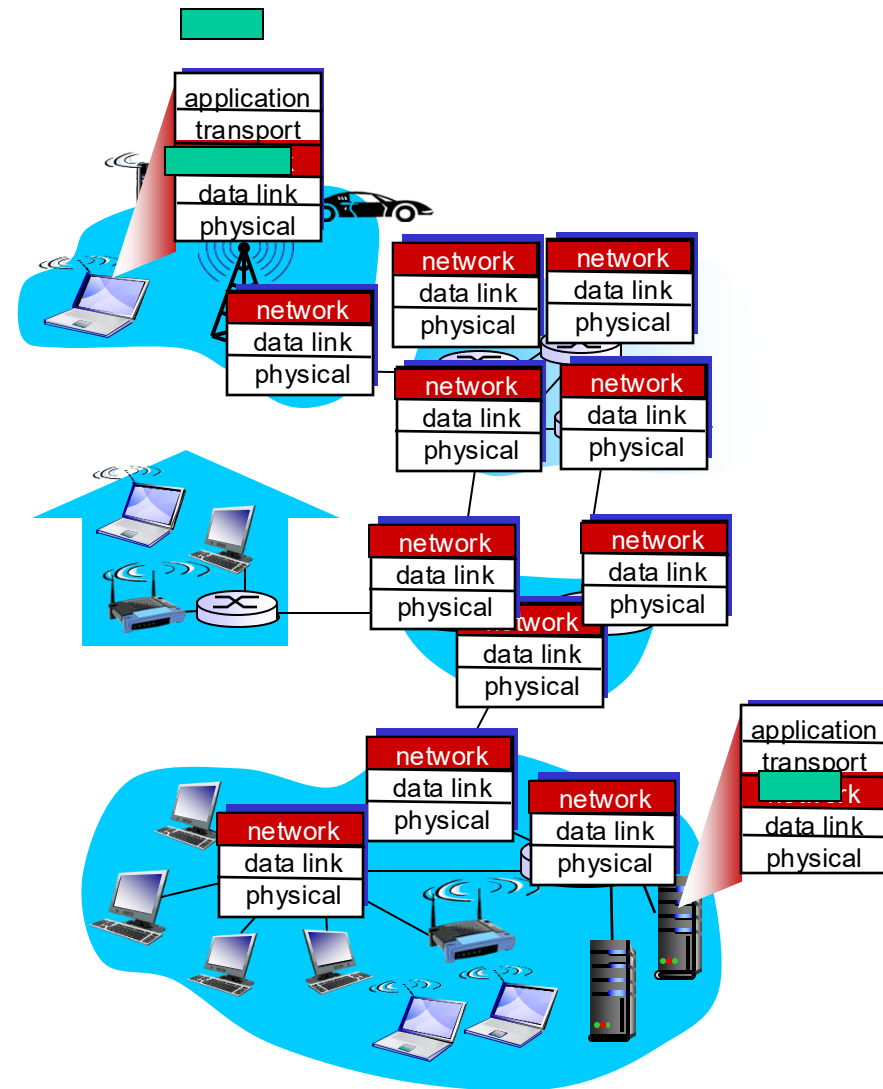 application
transport
data link
physical
network
data link
physical
network
data link
physical
network
data link
physical
network
data link
physical
network
data link
physical
network
data link
physical
network
data link
physical
network
data link
physical
application
transport
network
data link
physical
network
data link
physical
network
data link
physical
network
data link
physical